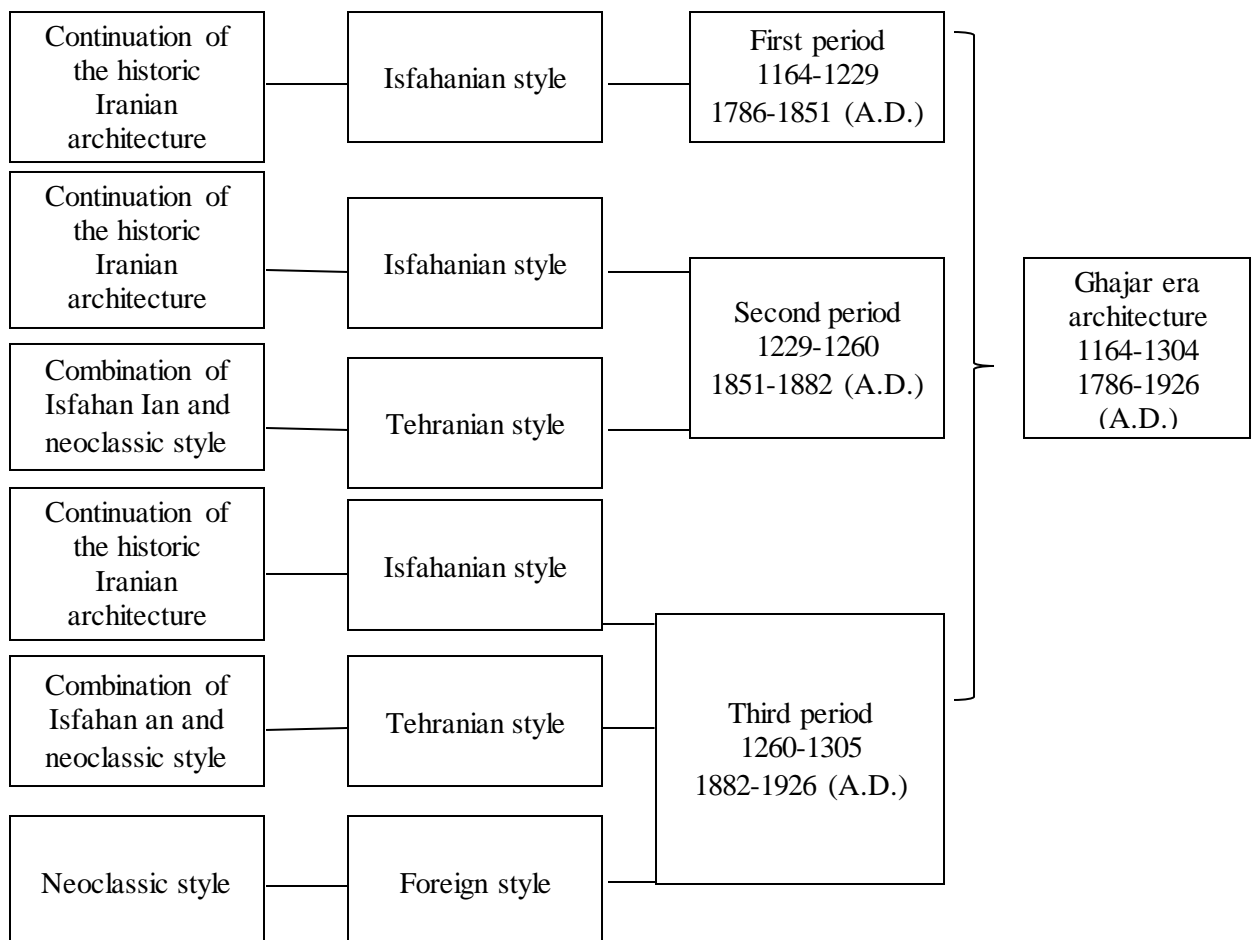 Continuation of
the historic
Iranian
architecture
Isfahanian style
First period
1164-1229
1786-1851 (A.D.)
Continuation of
the historic
Iranian
architecture
Isfahanian style
Second period
1229-1260
1851-1882 (A.D.)
Ghajar era
architecture
1164-1304
1786-1926
(A.D.)
Combination of
Isfahan Ian and
neoclassic style
Tehranian style
Continuation of
the historic
Iranian
architecture
Isfahanian style
Combination of
Isfahan an and
neoclassic style
Tehranian style
Third period
1260-1305
1882-1926 (A.D.)
Neoclassic style
Foreign style